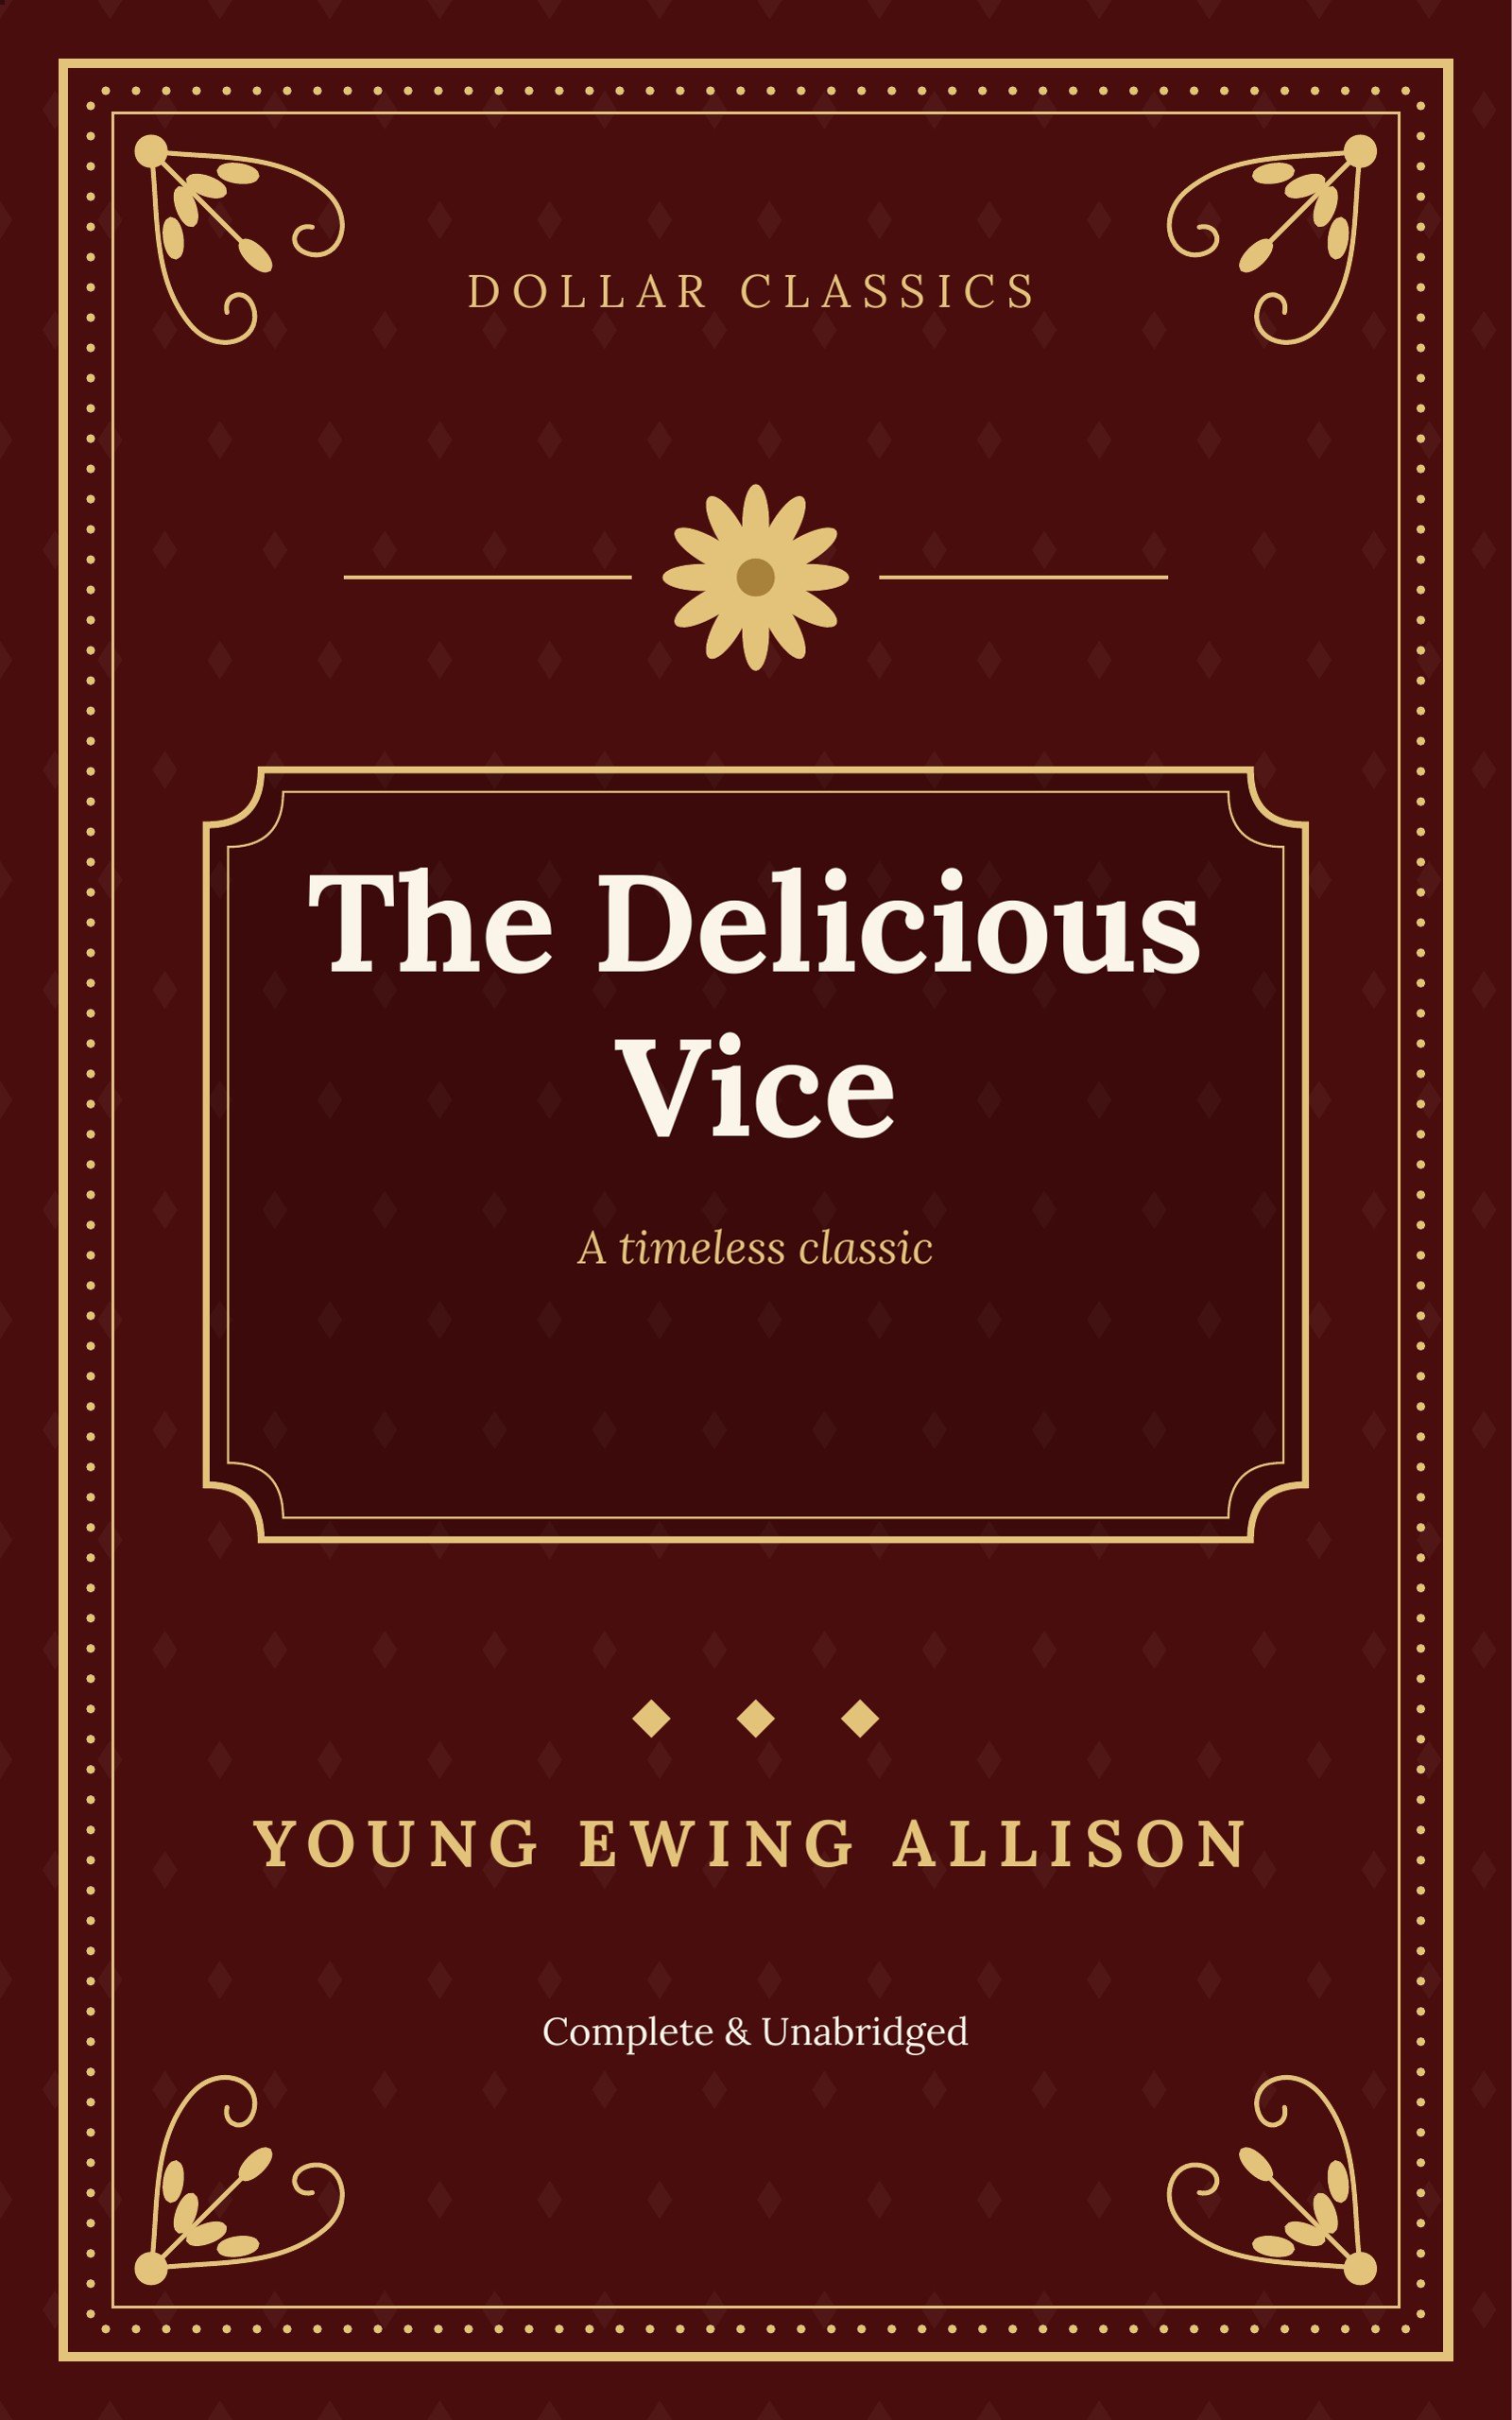 DOLLAR CLASSICS
The Delicious
Vice
A timeless classic
YOUNG EWING ALLISON
Complete & Unabridged